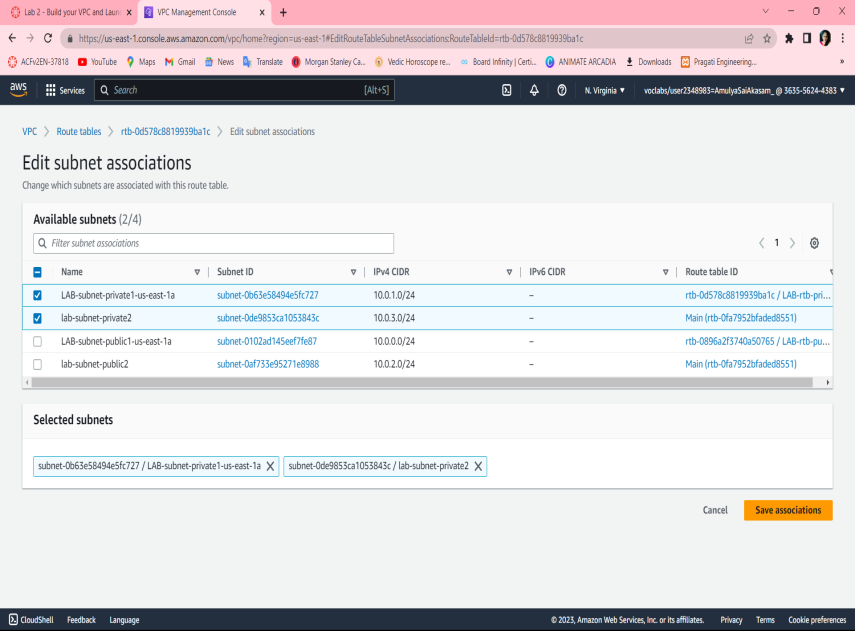 Lab 2 - Build your VPC and Laun
VPC Management Console
https://us-east-1.console.aws.amazon.com/vpc/home?region=us-east-1#EditRouteTableSubnetAssociations:RouteTableId=rtb-0d578c8819939ba1c
ACFv2EN-37818 YouTube Maps Gmail News Translate Morgan Stanley Ca... Vedic Horoscope re... Board Infinity | Certi... ANIMATE ARCADIA Downloads Pragati Engineering... »
aws Services Search [Alt+S] N. Virginia voclabs/user2348983=AmulyaSaiAkasam_ @ 3635-5624-4383
VPC > Route tables > rtb-0d578c8819939ba1c > Edit subnet associations
Edit subnet associations
Change which subnets are associated with this route table.
Available subnets (2/4)
Filter subnet associations < 1 >
Name Subnet ID IPv4 CIDR IPv6 CIDR Route table ID
LAB-subnet-private1-us-east-1a subnet-0b63e58494e5fc727 10.0.1.0/24 – rtb-0d578c8819939ba1c / LAB-rtb-pri...
lab-subnet-private2 subnet-0de9853ca1053843c 10.0.3.0/24 – Main (rtb-0fa7952bfaded8551)
LAB-subnet-public1-us-east-1a subnet-0102ad145eef7fe87 10.0.0.0/24 – rtb-0896a2f3740a50765 / LAB-rtb-pu...
lab-subnet-public2 subnet-0af733e95271e8988 10.0.2.0/24 – Main (rtb-0fa7952bfaded8551)
Selected subnets
subnet-0b63e58494e5fc727 / LAB-subnet-private1-us-east-1a X subnet-0de9853ca1053843c / lab-subnet-private2 X
Cancel Save associations
CloudShell Feedback Language © 2023, Amazon Web Services, Inc. or its affiliates. Privacy Terms Cookie preferences